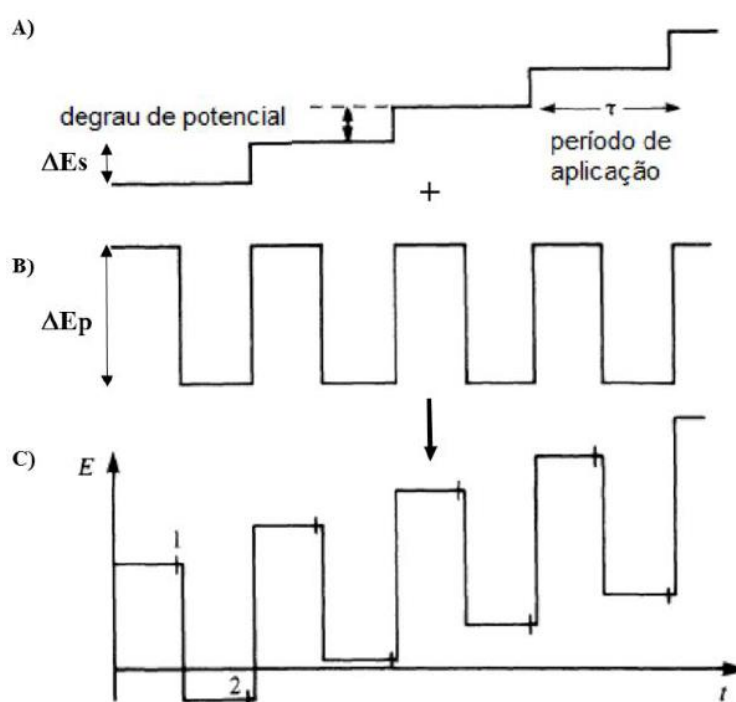 A)
degrau de potencial
ΔEs
τ
período de
aplicação
+
B)
ΔEp
C)
E
1
2
t